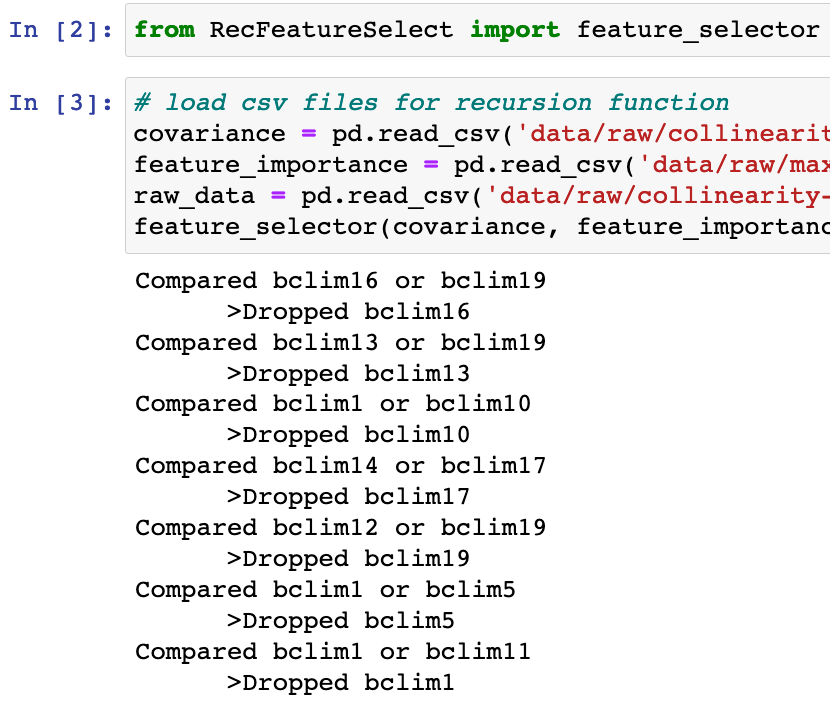 In [2]: from RecFeatureSelect import feature_selector
In [3]: # load csv files for recursion function
covariance = pd.read_csv('data/raw/collinearit
feature_importance = pd.read_csv('data/raw/max
raw_data = pd.read_csv('data/raw/collinearity-
feature_selector(covariance, feature_importanc
Compared bclim16 or bclim19
>Dropped bclim16
Compared bclim13 or bclim19
>Dropped bclim13
Compared bclim1 or bclim10
>Dropped bclim10
Compared bclim14 or bclim17
>Dropped bclim17
Compared bclim12 or bclim19
>Dropped bclim19
Compared bclim1 or bclim5
>Dropped bclim5
Compared bclim1 or bclim11
>Dropped bclim1